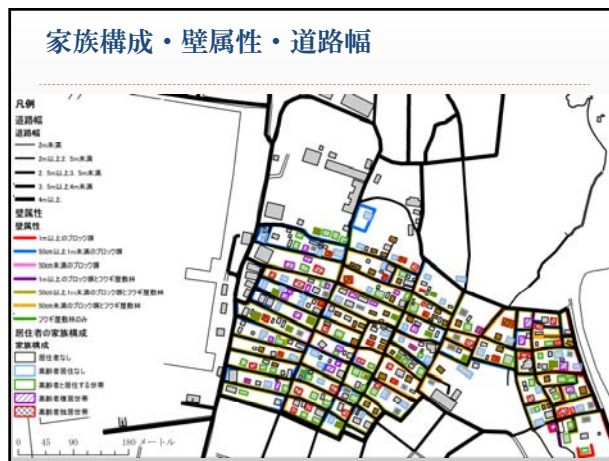 家族構成・壁属性・道路幅
凡例
道路幅
道路幅
2m未満
2m以上2.5m未満
2.5m以上3.5m未満
3.5m以上4m未満
4m以上
壁属性
壁属性
1m以上のブロック塀
50cm以上1m未満のブロック塀
50cm未満のブロック塀
1m以上のブロック塀とフクギ屋敷林
50cm以上1m未満のブロック塀とフクギ屋敷林
50cm未満のブロック塀とフクギ屋敷林
フクギ屋敷林のみ
居住者の家族構成
家族構成
居住者なし
高齢者居住なし
高齢者と居住する世帯
高齢者複居世帯
高齢者独居世帯
0 45 90 180 メートル